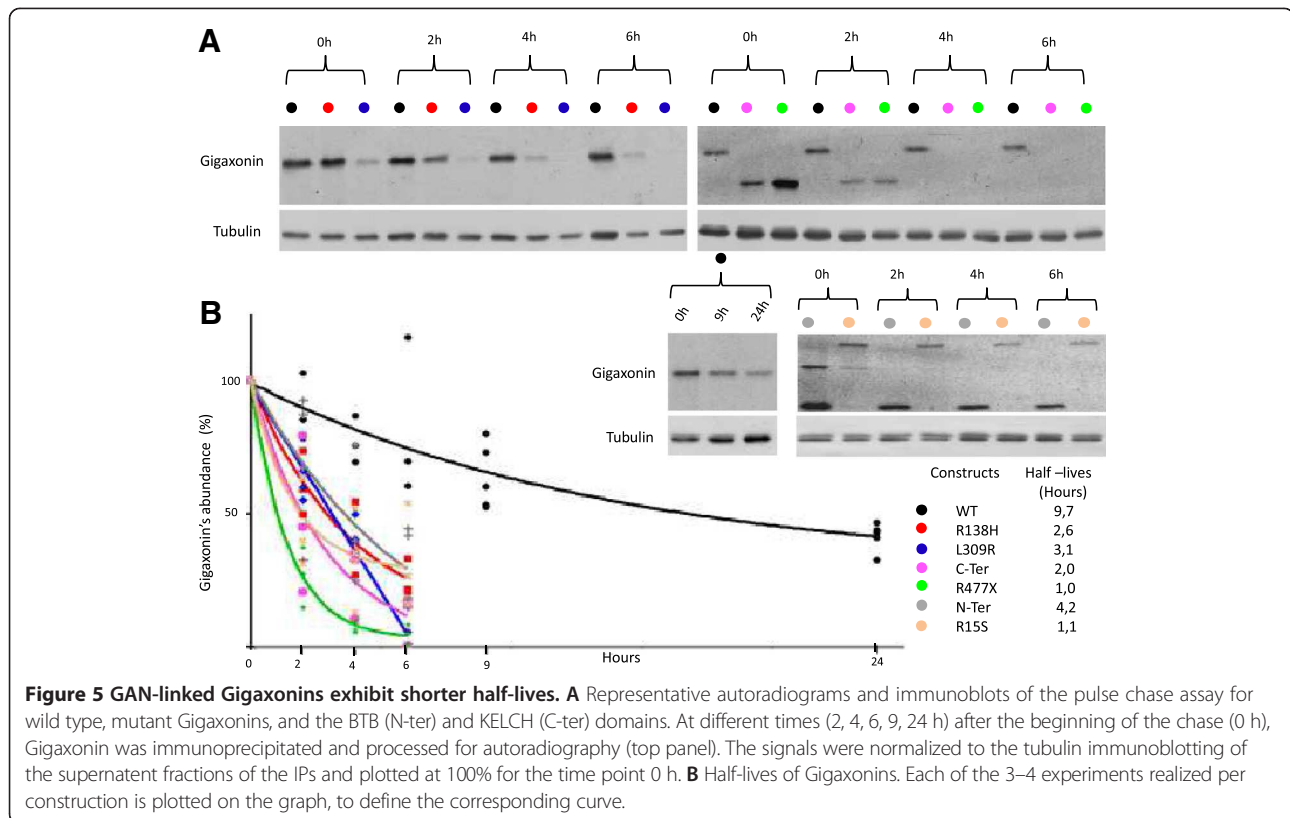 A
0h 2h 4h 6h 0h 2h 4h 6h
Gigaxonin
Tubulin
0h 9h 24h
0h 2h 4h 6h
Gigaxonin
Tubulin
B
Gigaxonin's abundance (%)
100
50
0 2 4 6 9 24
Hours
Constructs Half –lives
(Hours)
WT 9,7
R138H 2,6
L309R 3,1
C-Ter 2,0
R477X 1,0
N-Ter 4,2
R15S 1,1
Figure 5 GAN-linked Gigaxonins exhibit shorter half-lives. A Representative autoradiograms and immunoblots of the pulse chase assay for
wild type, mutant Gigaxonins, and the BTB (N-ter) and KELCH (C-ter) domains. At different times (2, 4, 6, 9, 24 h) after the beginning of the chase (0 h),
Gigaxonin was immunoprecipitated and processed for autoradiography (top panel). The signals were normalized to the tubulin immunoblotting of
the supernatent fractions of the IPs and plotted at 100% for the time point 0 h. B Half-lives of Gigaxonins. Each of the 3–4 experiments realized per
construction is plotted on the graph, to define the corresponding curve.